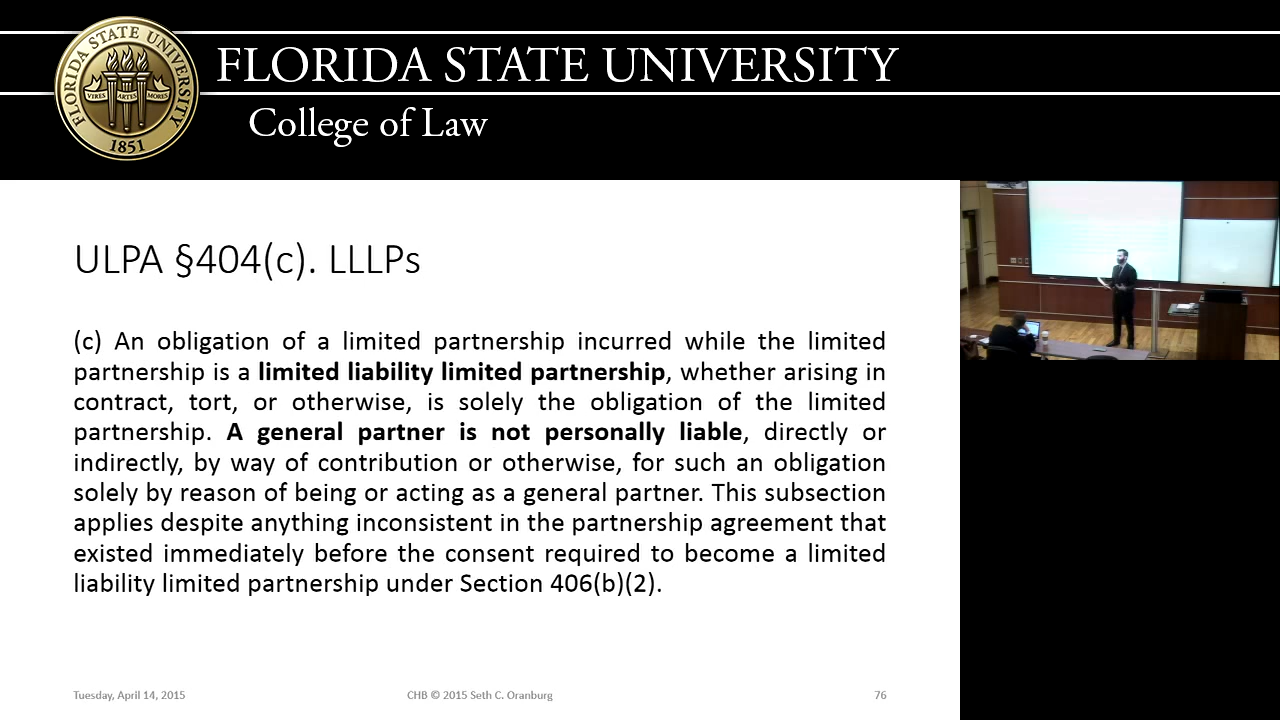 FLORIDA STATE UNIVERSITY
College of Law
FLORIDA STATE UNIVERSITY
VIRES ARTES MORES
1851
ULPA §404(c). LLLPs
(c) An obligation of a limited partnership incurred while the limited
partnership is a limited liability limited partnership, whether arising in
contract, tort, or otherwise, is solely the obligation of the limited
partnership. A general partner is not personally liable, directly or
indirectly, by way of contribution or otherwise, for such an obligation
solely by reason of being or acting as a general partner. This subsection
applies despite anything inconsistent in the partnership agreement that
existed immediately before the consent required to become a limited
liability limited partnership under Section 406(b)(2).
Tuesday, April 14, 2015
CHB © 2015 Seth C. Oranburg
76